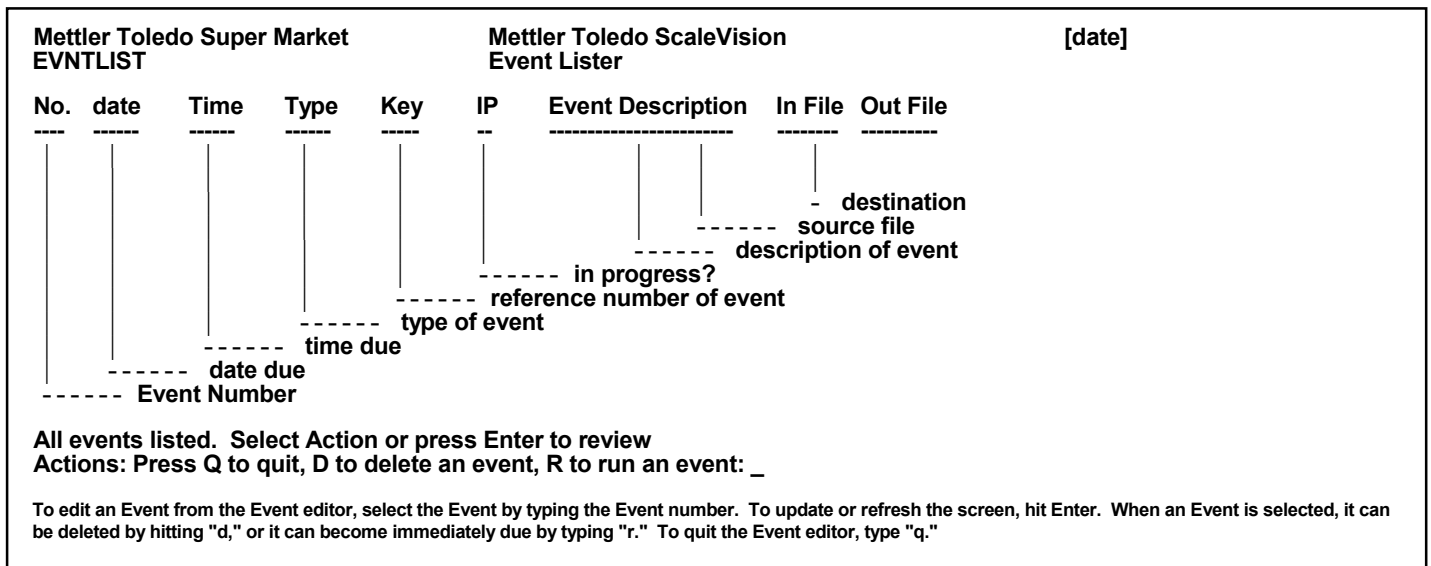 Mettler Toledo Super Market Mettler Toledo ScaleVision [date]
EVNTLIST Event Lister
No. date Time Type Key IP Event Description In File Out File
---- ------ ------ ------ ----- -- ------------------------ -------- ----------
- destination
------ source file
------ description of event
------ in progress?
------ reference number of event
------ type of event
------ time due
------ date due
------ Event Number
All events listed. Select Action or press Enter to review
Actions: Press Q to quit, D to delete an event, R to run an event: _
To edit an Event from the Event editor, select the Event by typing the Event number. To update or refresh the screen, hit Enter. When an Event is selected, it can
be deleted by hitting "d," or it can become immediately due by typing "r." To quit the Event editor, type "q."